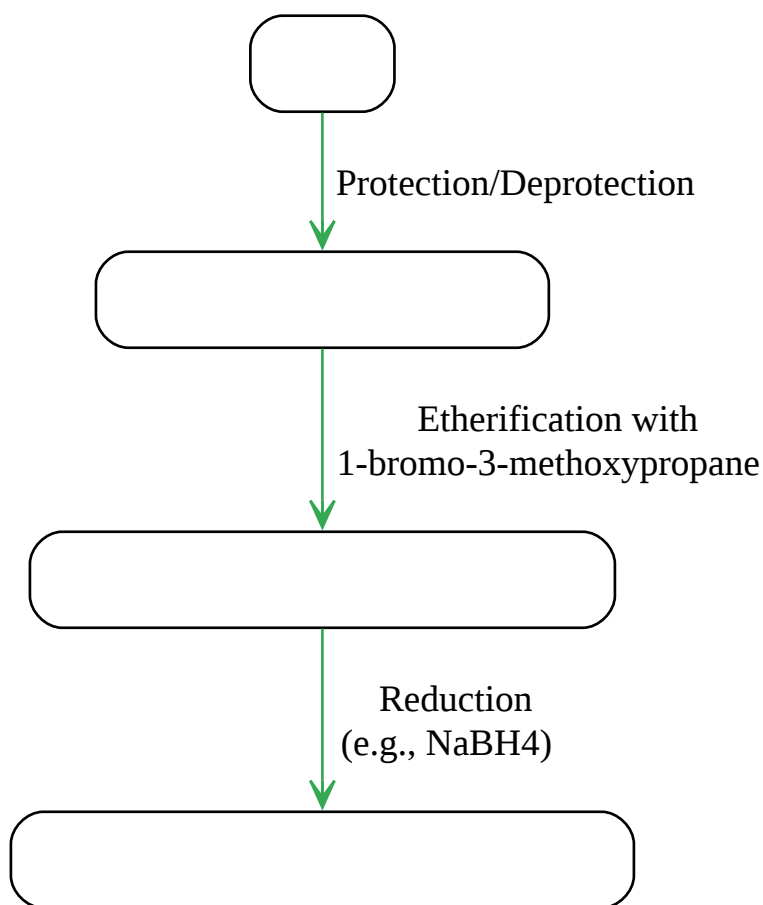 Protection/Deprotection
Etherification with
1-bromo-3-methoxypropane
Reduction
(e.g., NaBH4)